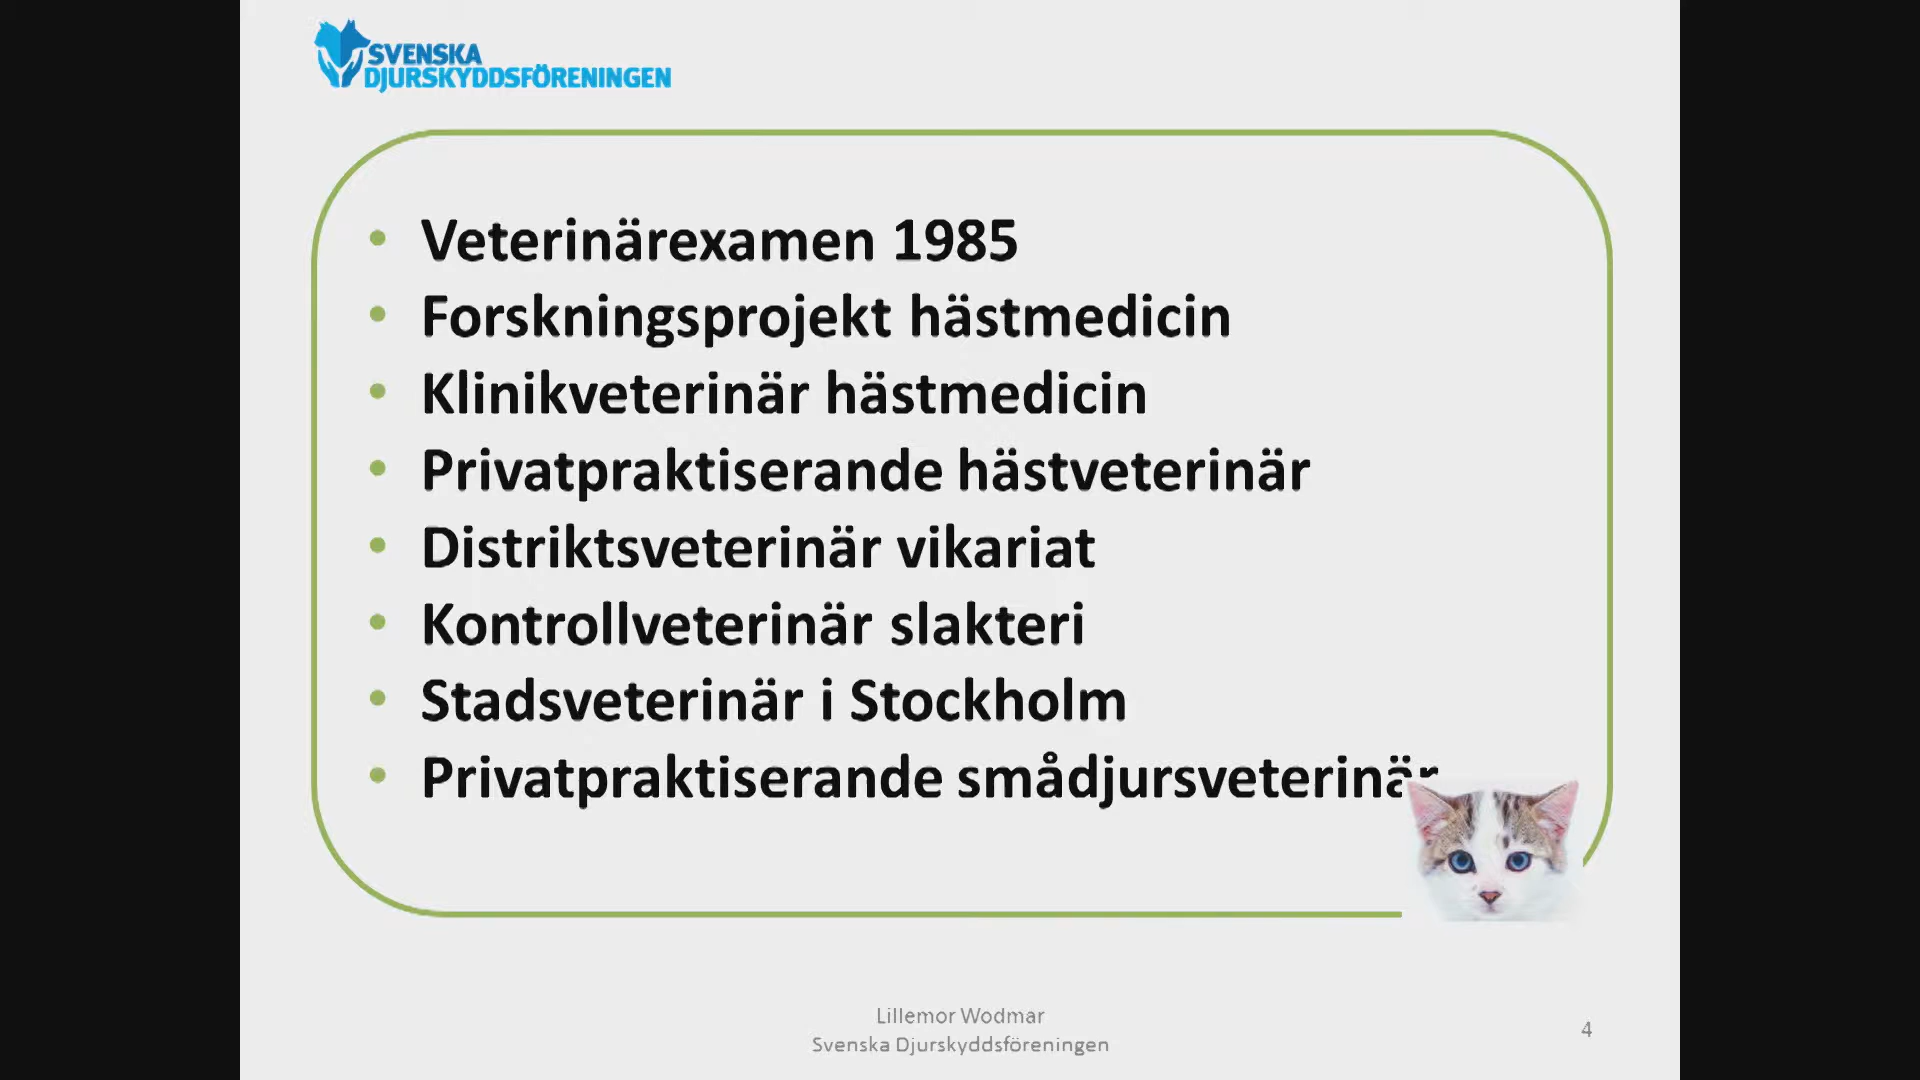 SVENSKA
DJURSKYDDSFÖRENINGEN
• Veterinärexamen 1985
• Forskningsprojekt hästmedicin
• Klinikveterinär hästmedicin
• Privatpraktiserande hästveterinär
• Distriktsveterinär vikariat
• Kontrollveterinär slakteri
• Stadsveterinär i Stockholm
• Privatpraktiserande smådjursveterinär
Lillemor Wodmar
Svenska Djurskyddsföreningen
4